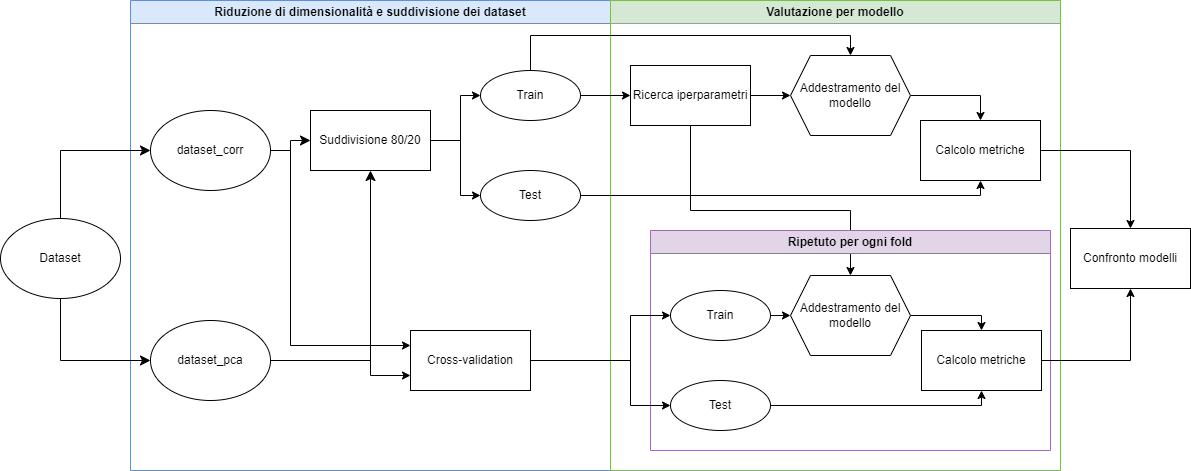 Riduzione di dimensionalità e suddivisione dei dataset
Valutazione per modello
Dataset
dataset_corr
dataset_pca
Suddivisione 80/20
Cross-validation
Train
Test
Ricerca iperparametri
Addestramento del
modello
Calcolo metriche
Ripetuto per ogni fold
Train
Test
Addestramento del
modello
Calcolo metriche
Confronto modelli